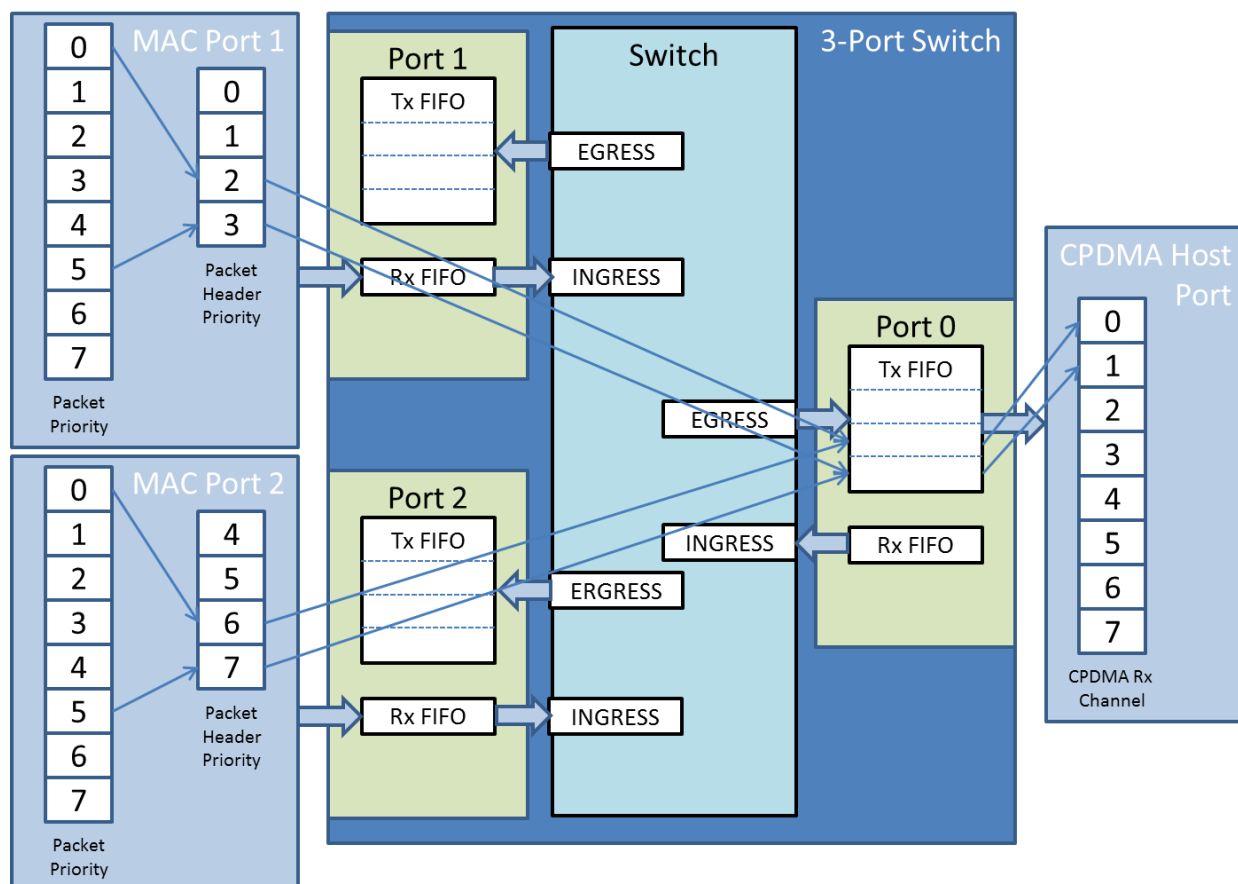 MAC Port 1
0
1
2
3
4
5
6
7
Packet
Priority
0
1
2
3
Packet
Header
Priority
MAC Port 2
0
1
2
3
4
5
6
7
Packet
Priority
4
5
6
7
Packet
Header
Priority
3-Port Switch
Port 1
Tx FIFO
Rx FIFO
Port 2
Tx FIFO
Rx FIFO
Switch
EGRESS
INGRESS
EGRESS
INGRESS
ERGRESS
INGRESS
Port 0
Tx FIFO
Rx FIFO
CPDMA Host
Port
0
1
2
3
4
5
6
7
CPDMA Rx
Channel